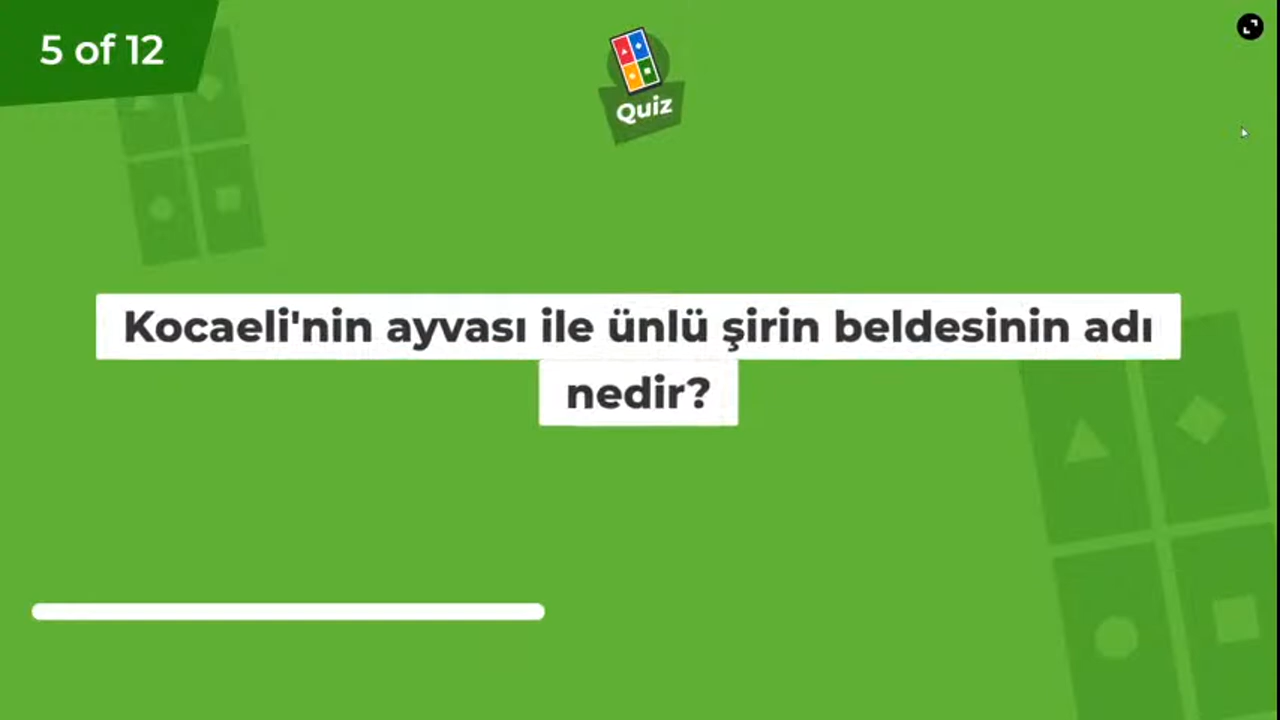 5 of 12
Quiz
Kocaeli'nin ayvası ile ünlü şirin beldesinin adı
nedir?